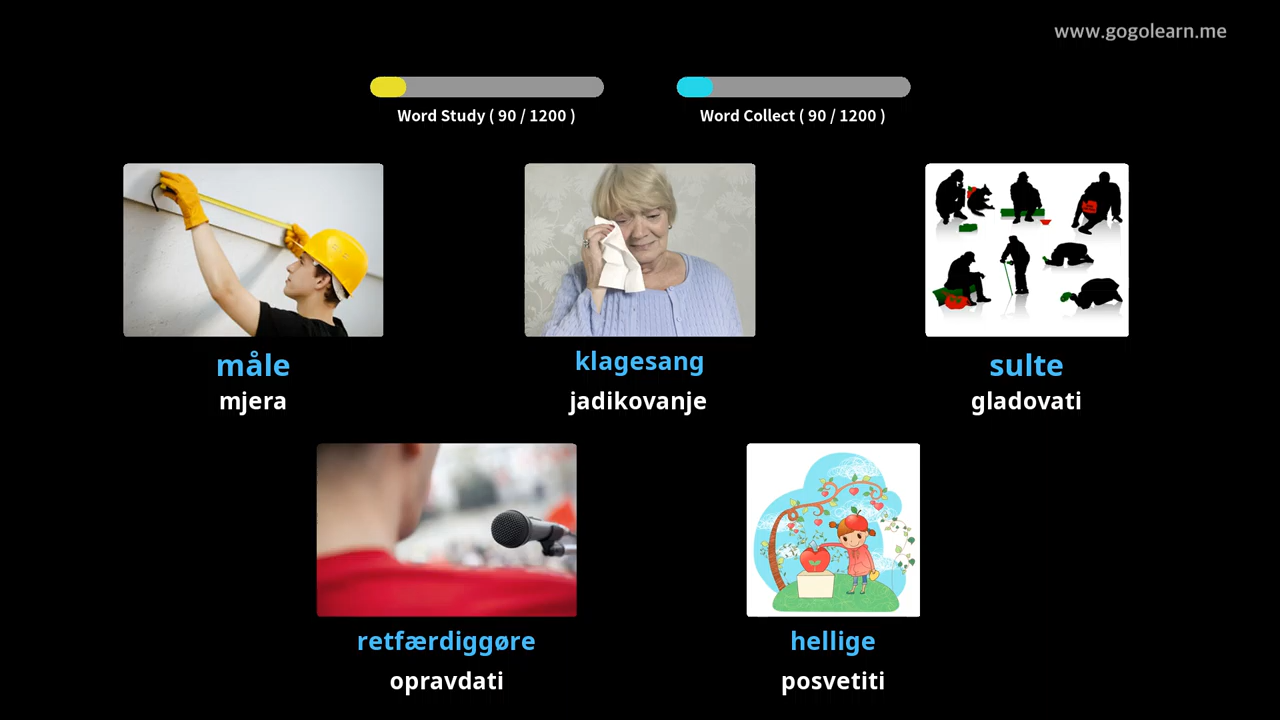 www.gogolearn.me
Word Study ( 90 / 1200 )
Word Collect ( 90 / 1200 )
måle
mjera
klagesang
jadikovanje
sulte
gladovati
retfærdiggøre
opravdati
hellige
posvetiti